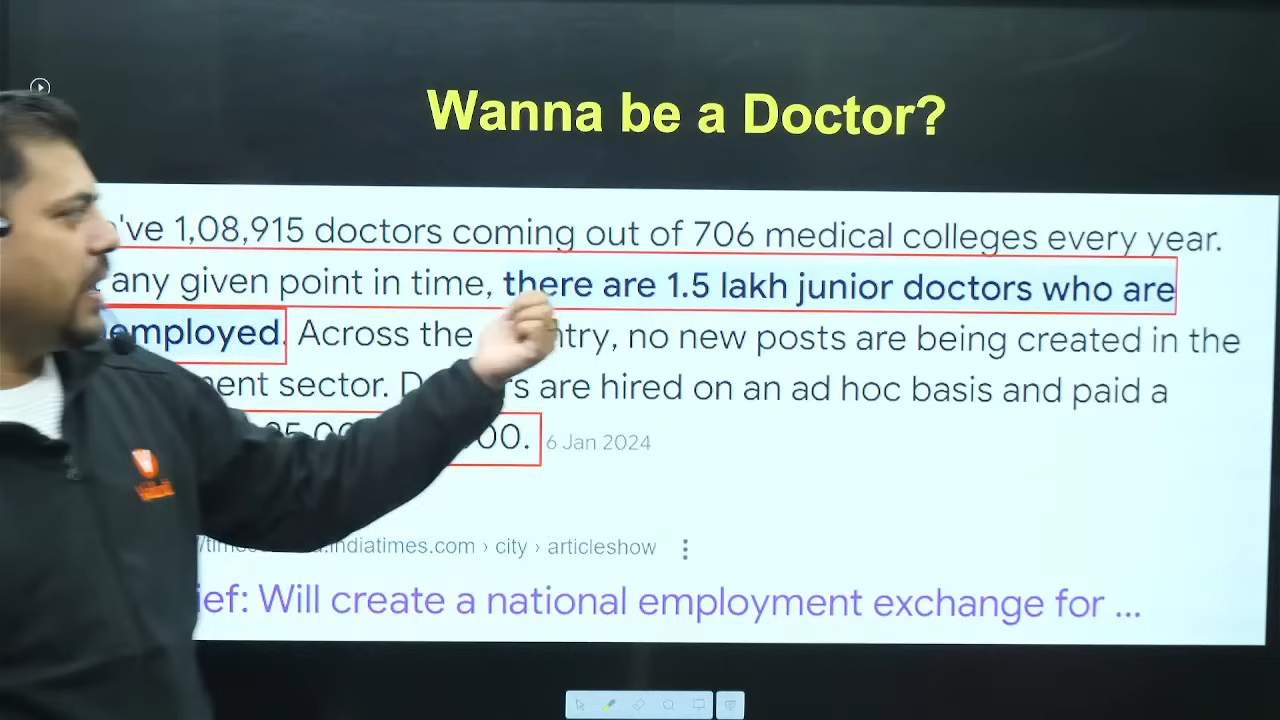 Wanna be a Doctor?
've 1,08,915 doctors coming out of 706 medical colleges every year.
any given point in time, there are 1.5 lakh junior doctors who are
employed. Across the ntry, no new posts are being created in the
ent sector. D rs are hired on an ad hoc basis and paid a
00. 6 Jan 2024
indiatimes.com › city › articleshow
ief: Will create a national employment exchange for ...